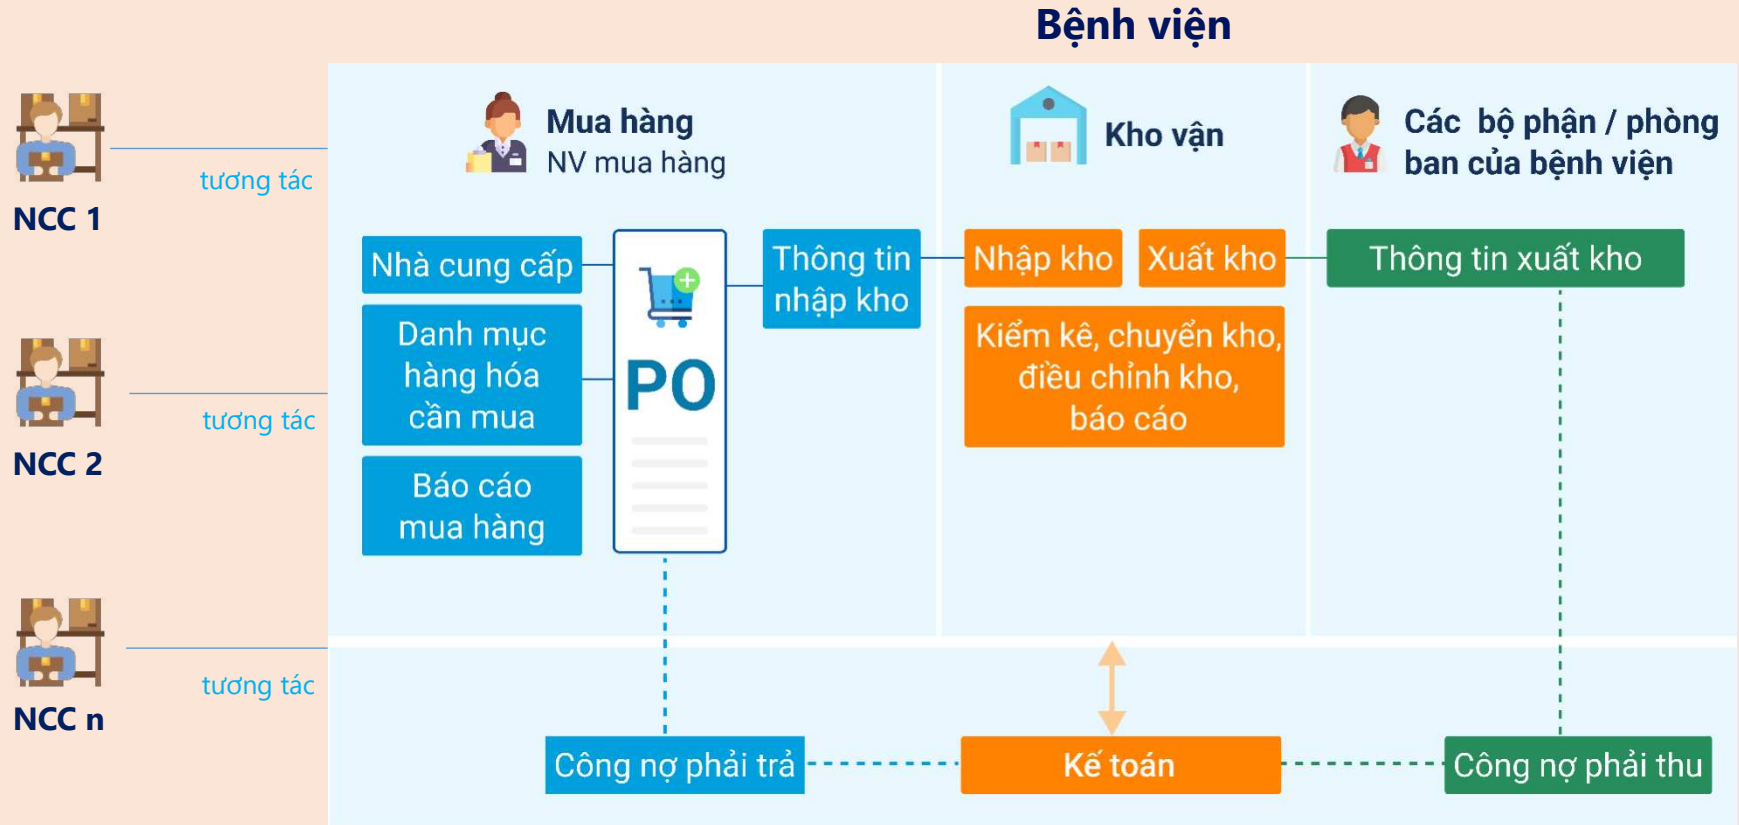 Bệnh viện
NCC 1
tương tác
NCC 2
tương tác
NCC n
tương tác
Mua hàng
NV mua hàng
Nhà cung cấp
Danh mục
hàng hóa
cần mua
Báo cáo
mua hàng
PO
Thông tin
nhập kho
Kho vận
Nhập kho
Xuất kho
Kiểm kê, chuyển kho,
điều chỉnh kho,
báo cáo
Các bộ phận / phòng
ban của bệnh viện
Thông tin xuất kho
Công nợ phải trả
Kế toán
Công nợ phải thu